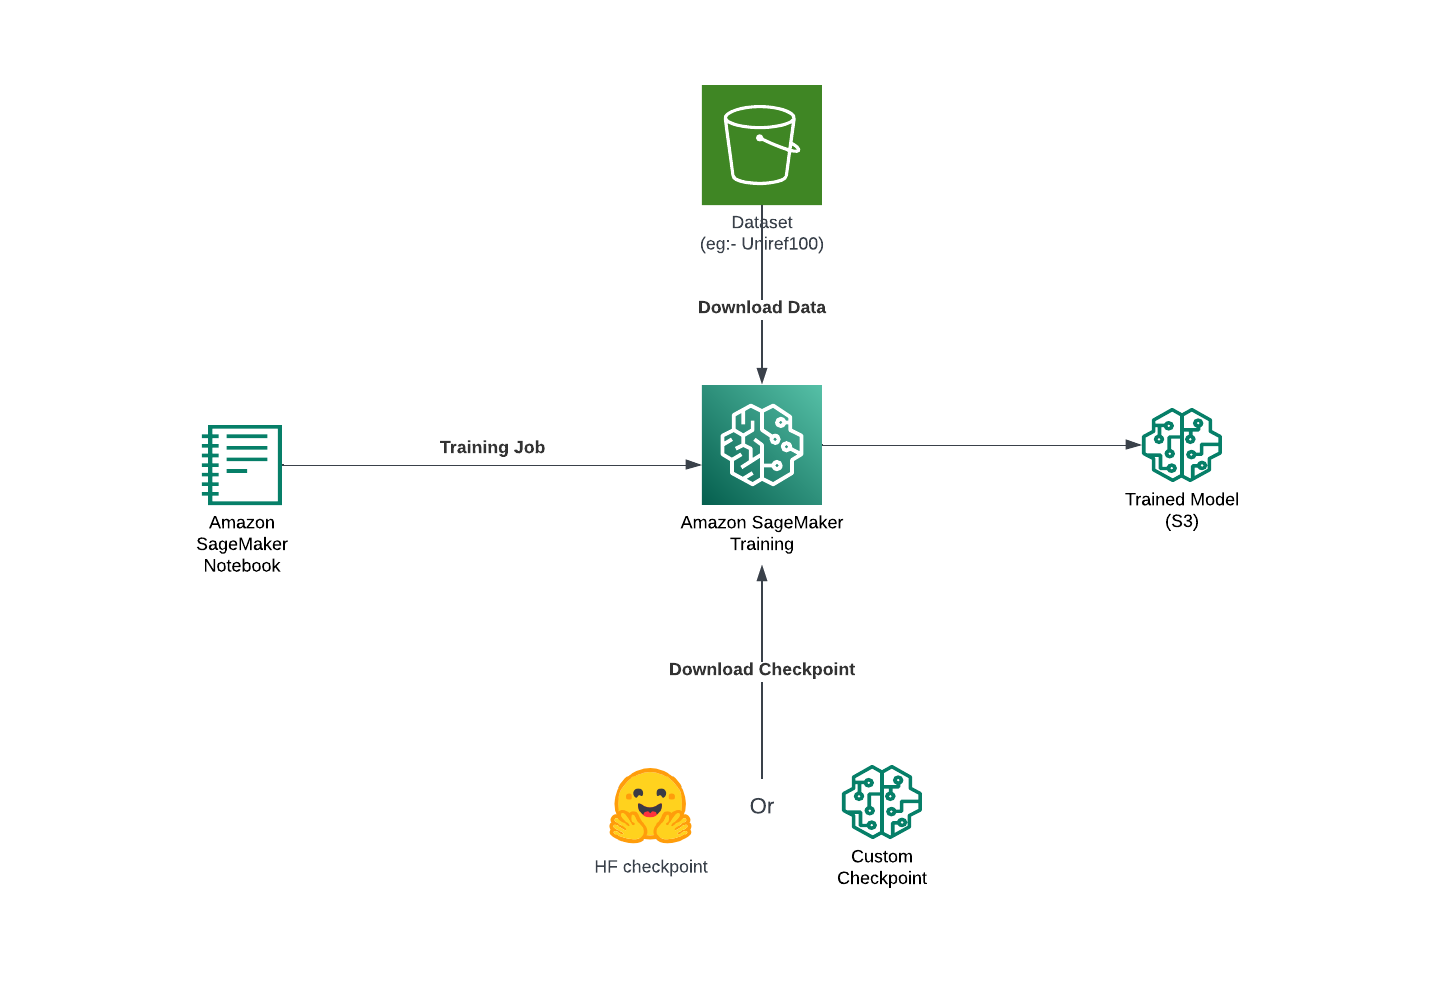 Dataset
(eg:- Uniref100)
Download Data
Training Job
Amazon
SageMaker
Notebook
Amazon SageMaker
Training
Trained Model
(S3)
Download Checkpoint
Or
HF checkpoint
Custom
Checkpoint